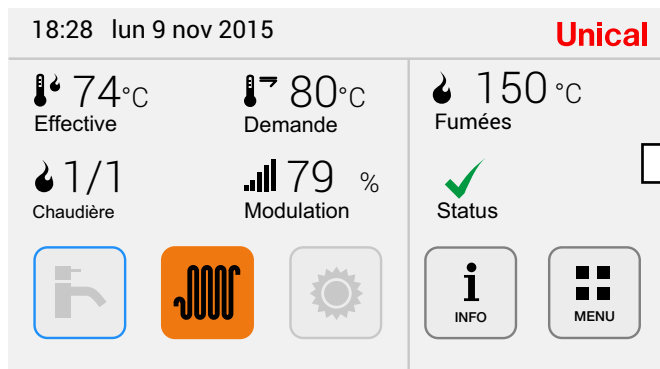 18:28 lun 9 nov 2015
Unical
74°C
Effective
80°C
Demande
150 °C
Fumées
1/1
Chaudière
79 %
Modulation
Status
INFO
MENU